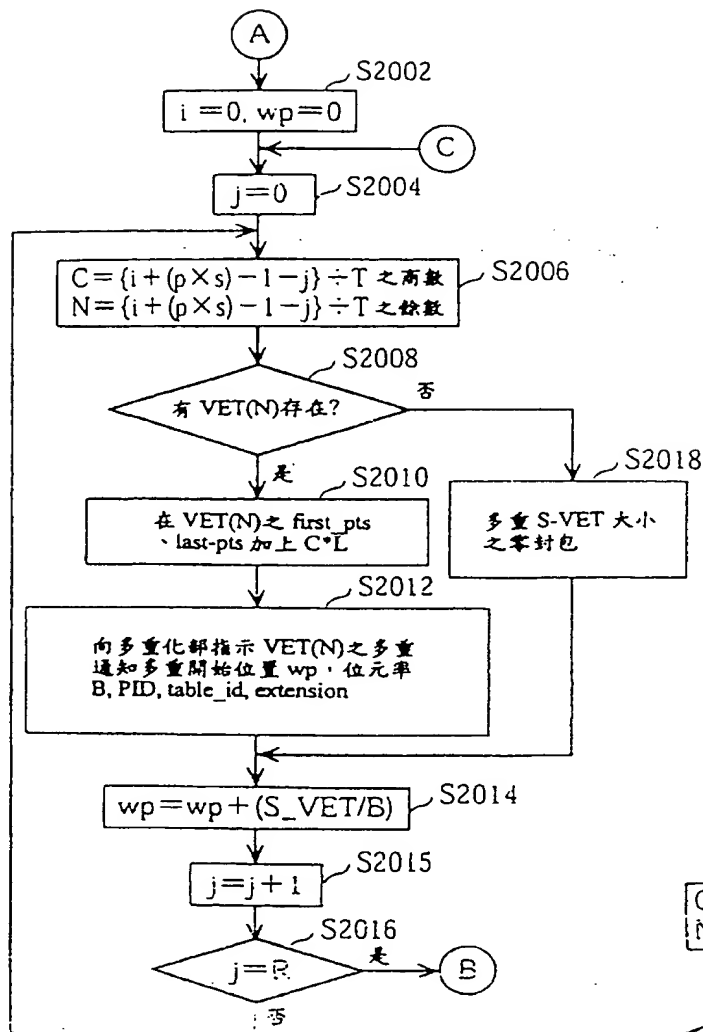 A
S2002
i=0, wp=0
C
j=0
S2004
C={i+(p×s)-1-j}÷T 之商數
N={i+(p×s)-1-j}÷T 之餘數
S2006
S2008
有 VET(N)存在?
否
是
S2010
在 VET(N)之 first_pts
、last-pts 加上 C*L
S2018
多重 S-VET 大小
之零封包
S2012
向多重化部指示 VET(N)之多重
通知多重開始位置 wp,位元率
B, PID, table_id, extension
wp=wp+(S_VET/B)
S2014
S2015
j=j+1
S2016
j=R
是
B
否